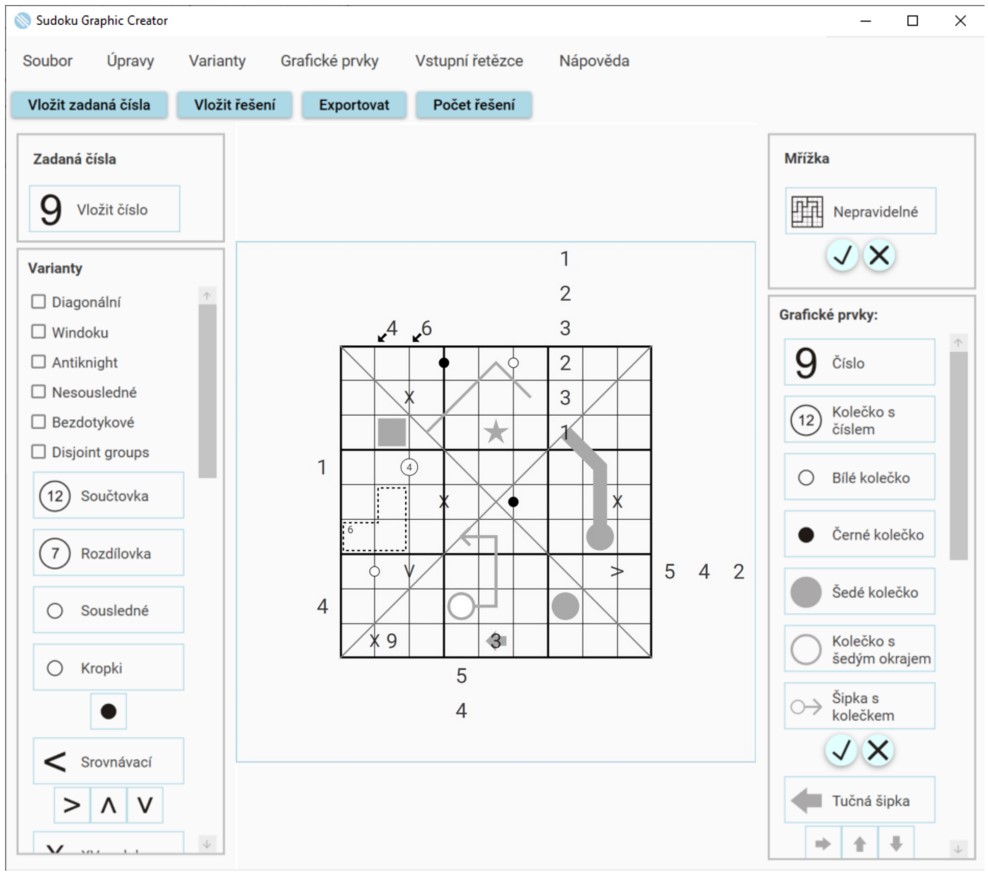 Sudoku Graphic Creator
Soubor Úpravy Varianty Grafické prvky Vstupní řetězce Nápověda
Vložit zadaná čísla Vložit řešení Exportovat Počet řešení
Zadaná čísla
9 Vložit číslo
Varianty
Diagonální
Windoku
Antiknight
Nesousledné
Bezdotykové
Disjoint groups
12 Součtovka
7 Rozdílovka
Sousledné
Kropki
< Srovnávací
> Λ V
1
2
3
4 6
2
3
X
1
1
4
X X
6
V > 5 4 2
4
X 9 3
5
4
Mřížka
Nepravidelné
Grafické prvky:
9 Číslo
12 Kolečko s
číslem
Bílé kolečko
Černé kolečko
Šedé kolečko
Kolečko s
šedým okrajem
Šipka s
kolečkem
Tučná šipka